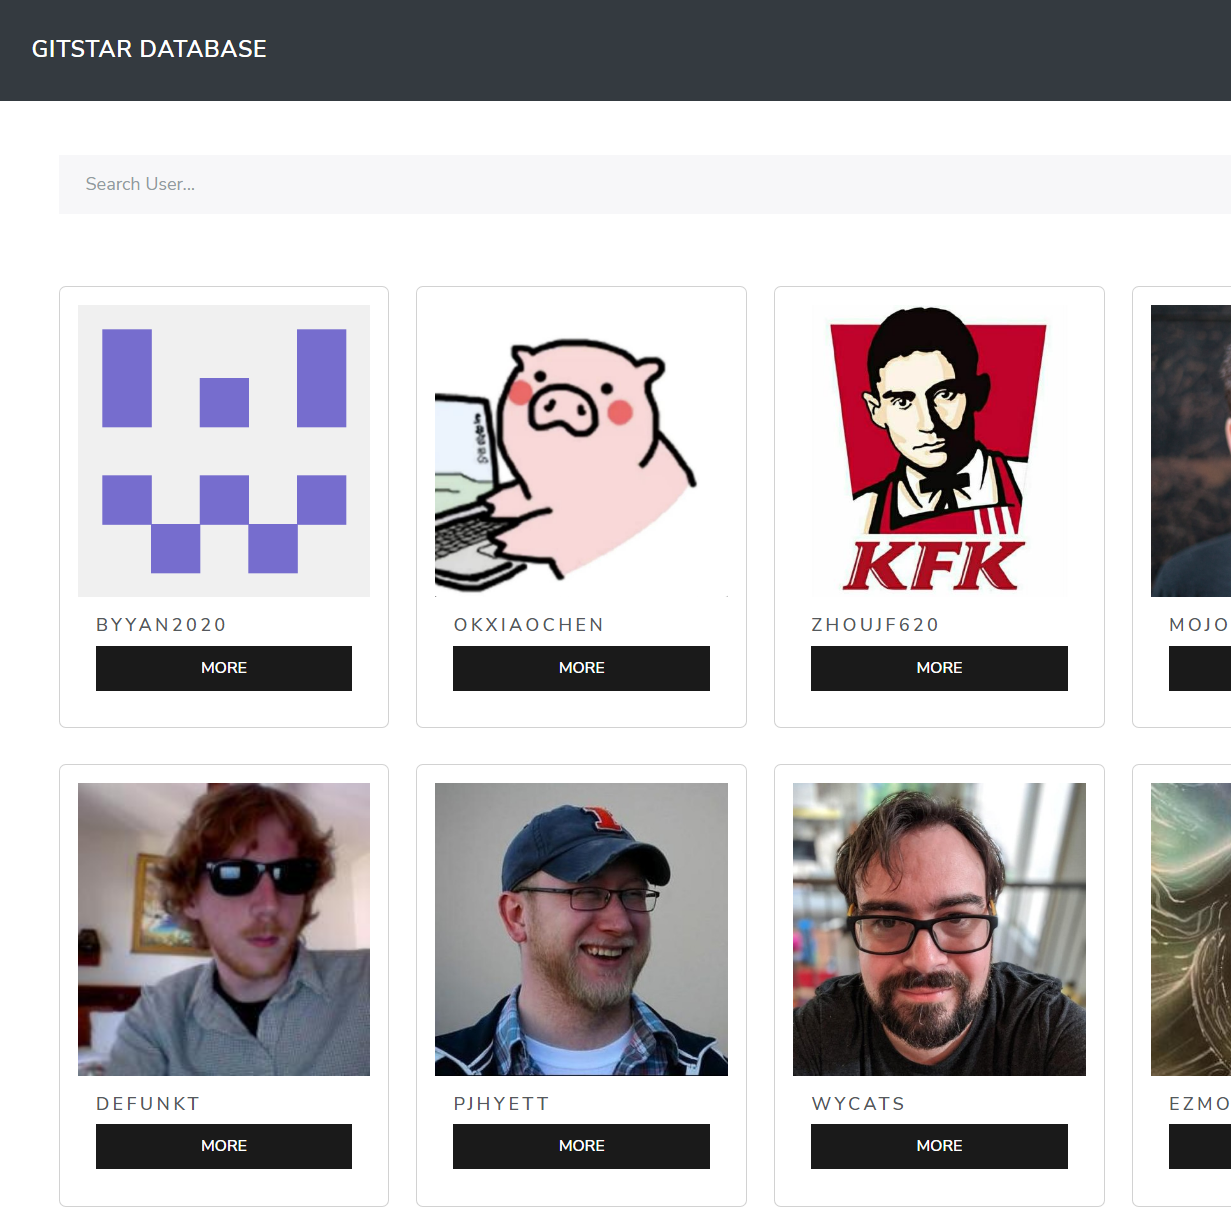 GITSTAR DATABASE
Search User...
KFK
BYYAN2020
OKXIAOCHEN
ZHOUJF620
MOJO
MORE
MORE
MORE
DEFUNKT
PJHYETT
WYCATS
EZMO
MORE
MORE
MORE